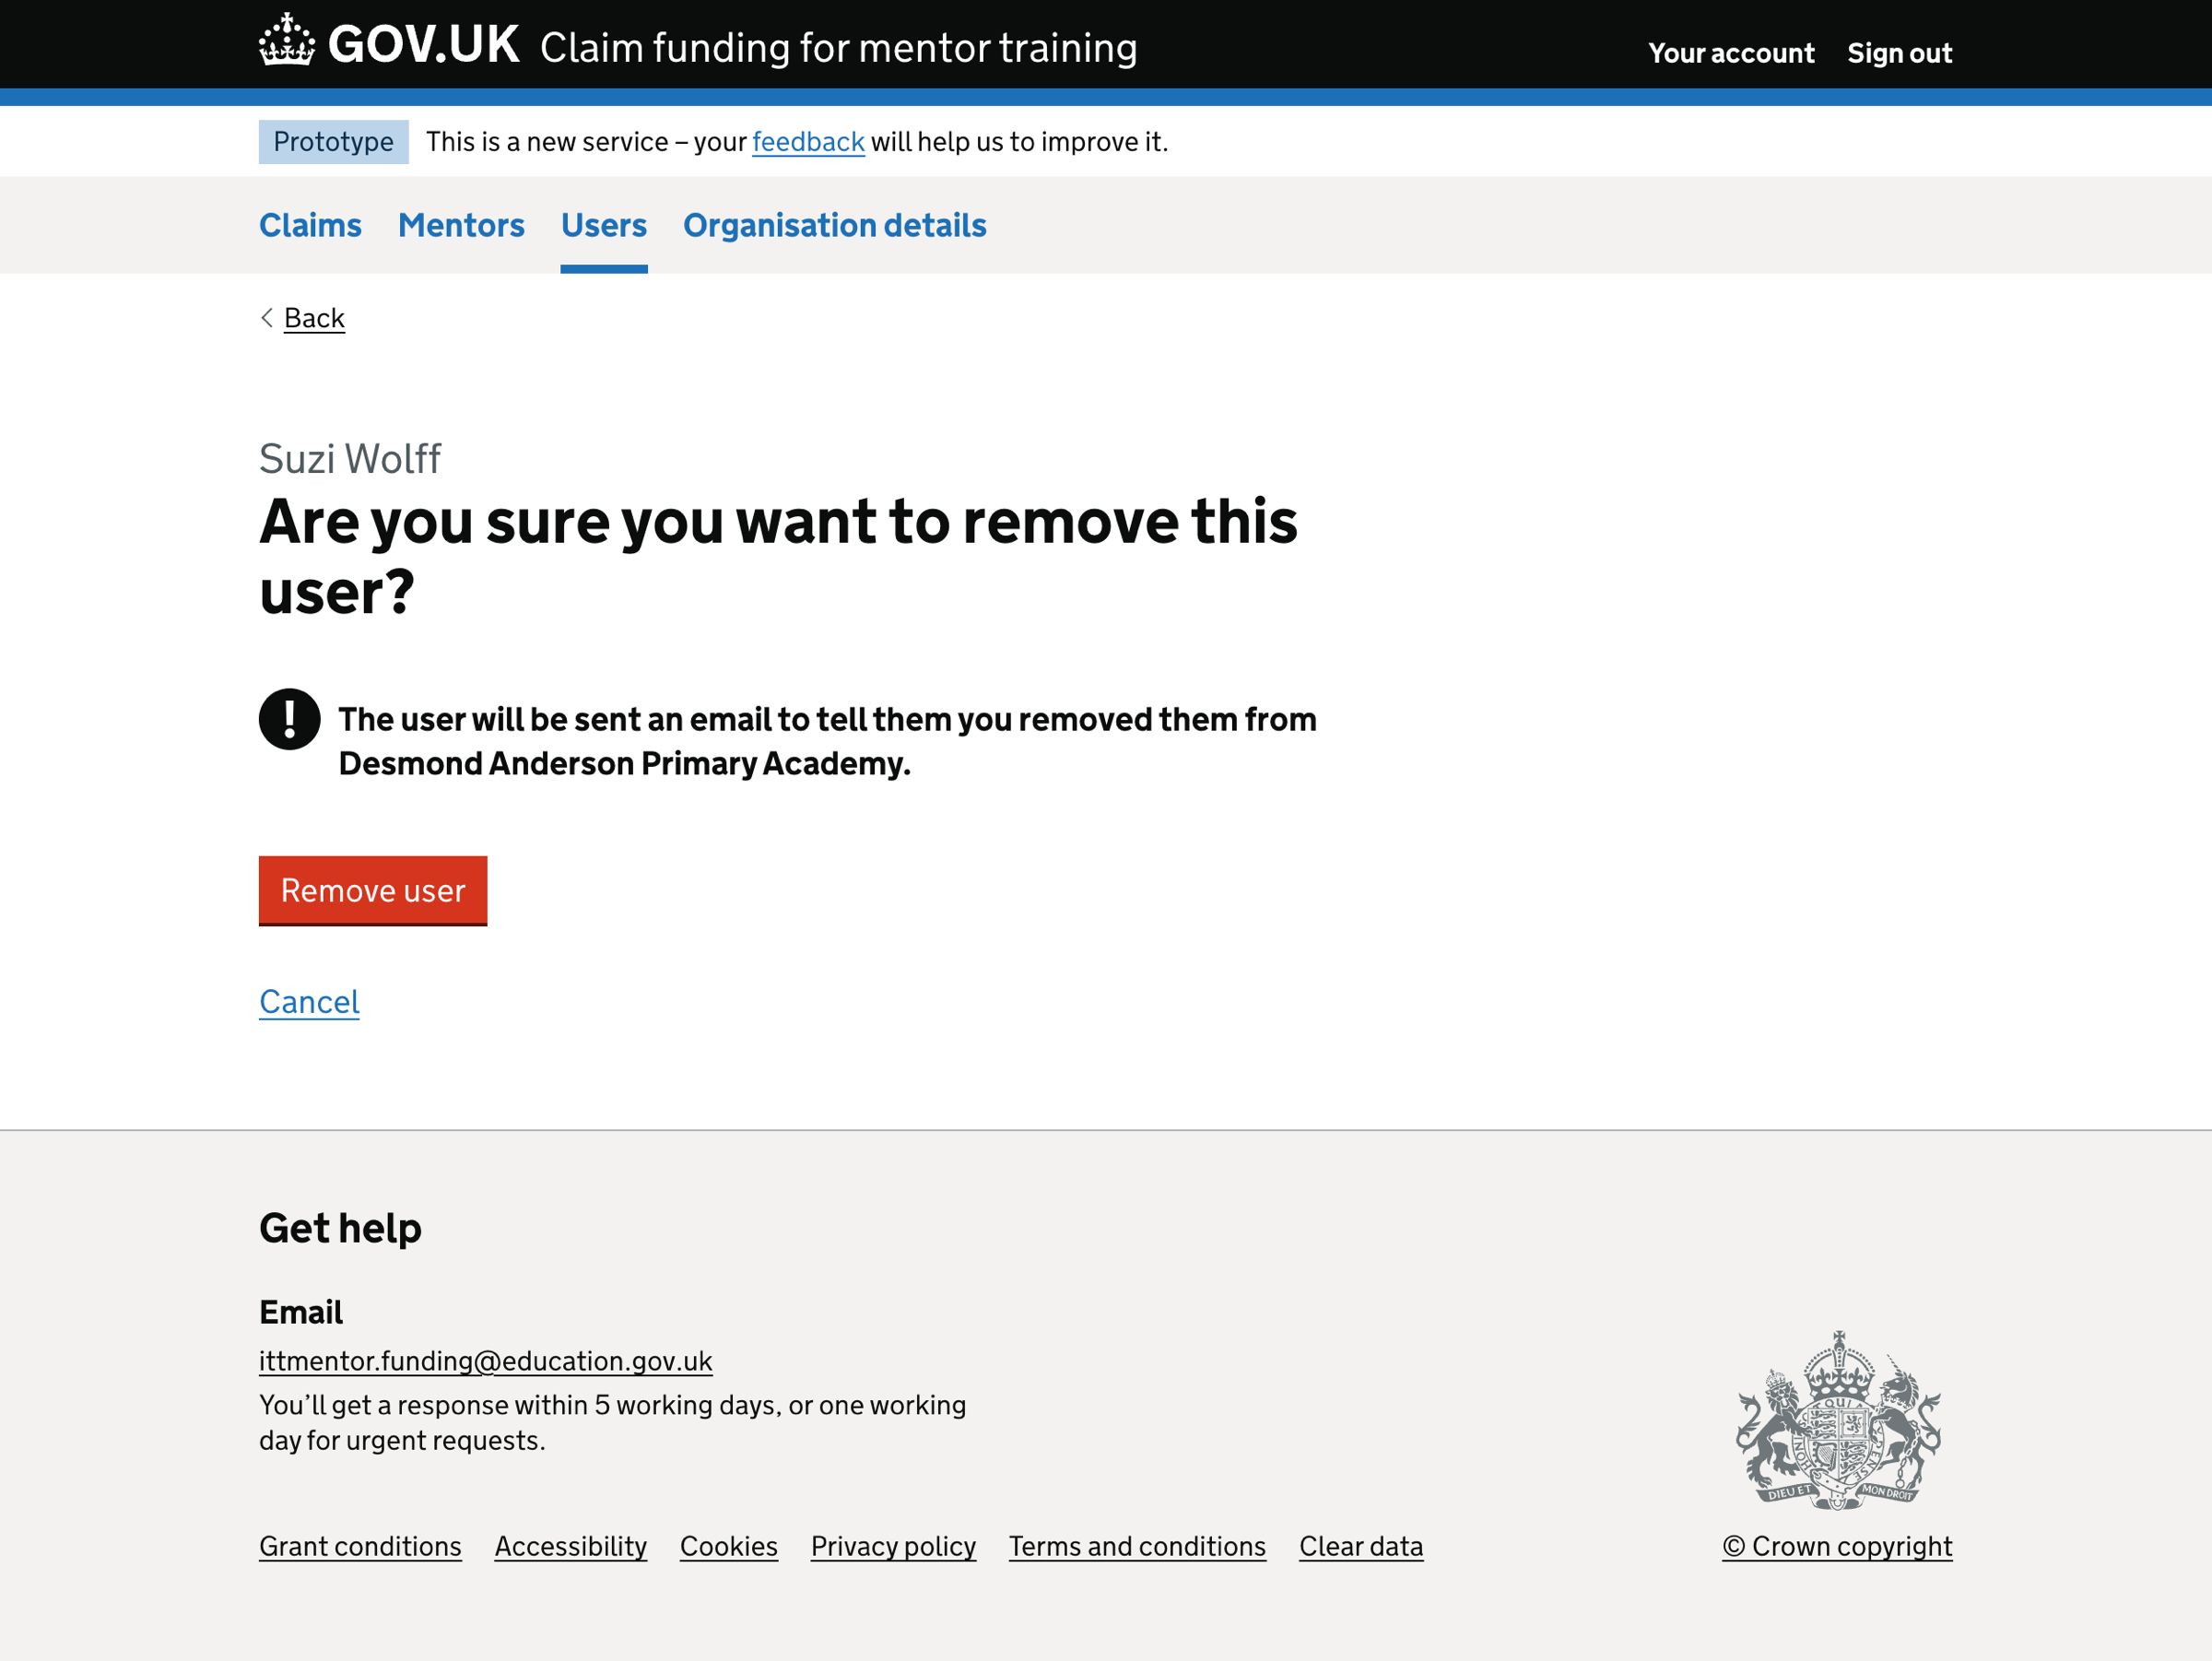 GOV.UK Claim funding for mentor training Your account Sign out
Prototype This is a new service – your feedback will help us to improve it.
Claims Mentors Users Organisation details
Back
Suzi Wolff
Are you sure you want to remove this
user?
! The user will be sent an email to tell them you removed them from
Desmond Anderson Primary Academy.
Remove user
Cancel
Get help
Email
ittmentor.funding@education.gov.uk
You’ll get a response within 5 working days, or one working
day for urgent requests.
DIEU ET MON DROIT
Grant conditions Accessibility Cookies Privacy policy Terms and conditions Clear data © Crown copyright